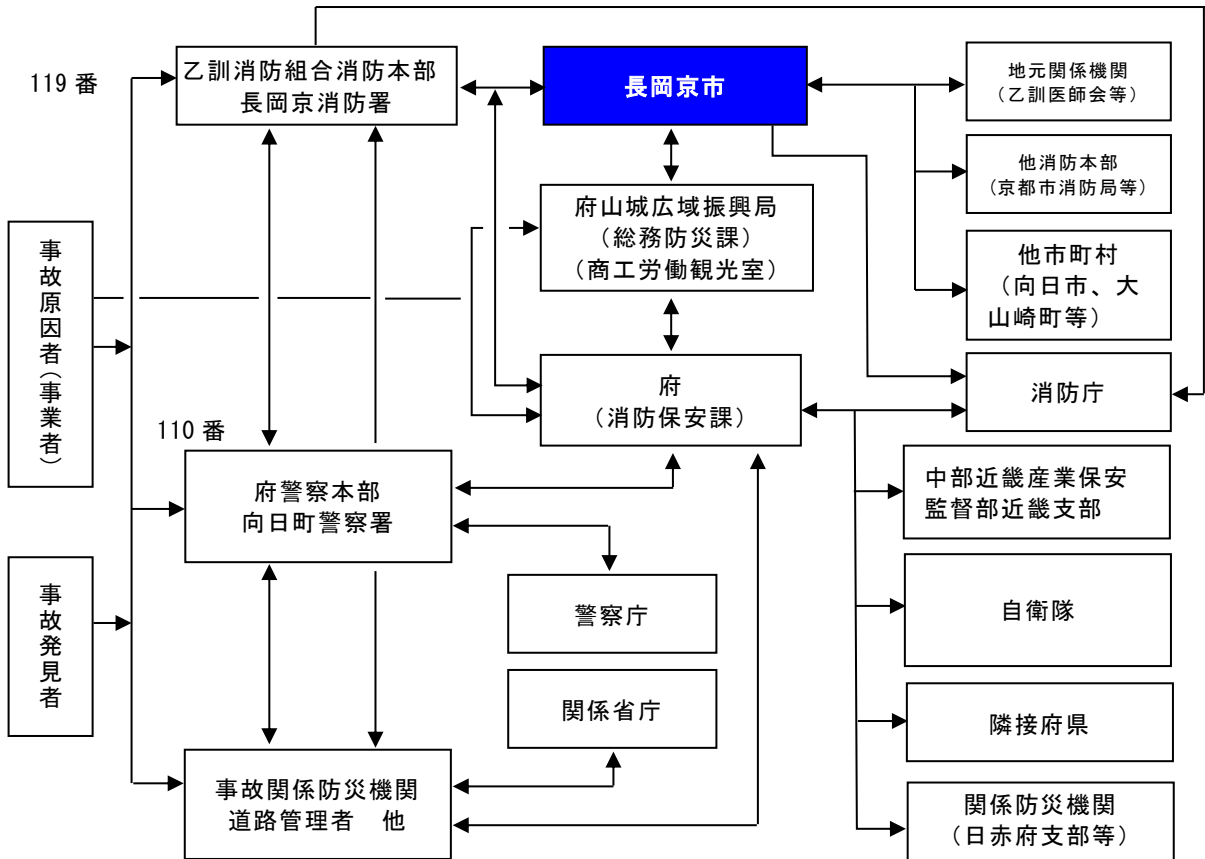 119 番
乙訓消防組合消防本部
長岡京消防署
長岡京市
地元関係機関
（乙訓医師会等）
他消防本部
（京都市消防局等）
府山城広域振興局
（総務防災課）
（商工労働観光室）
他市町村
（向日市、大
山崎町等）
事故原因者（事業者）
府
（消防保安課）
消防庁
110 番
府警察本部
向日町警察署
中部近畿産業保安
監督部近畿支部
事故発見者
警察庁
自衛隊
関係省庁
隣接府県
事故関係防災機関
道路管理者　他
関係防災機関
（日赤府支部等）